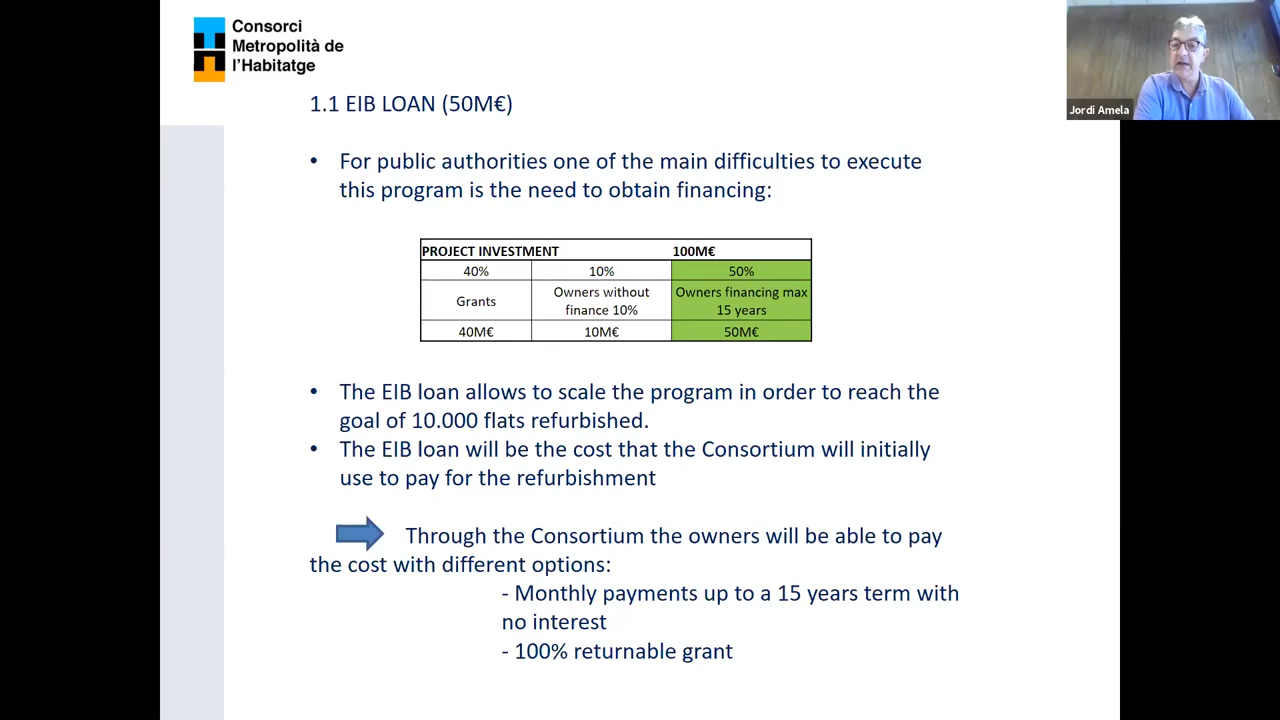 Consorci
Metropolità de
l'Habitatge
Jordi Amela
1.1 EIB LOAN (50M€)
• For public authorities one of the main difficulties to execute
this program is the need to obtain financing:
PROJECT INVESTMENT 100M€
40% 10% 50%
Grants Owners without finance 10% Owners financing max 15 years
40M€ 10M€ 50M€
• The EIB loan allows to scale the program in order to reach the
goal of 10.000 flats refurbished.
• The EIB loan will be the cost that the Consortium will initially
use to pay for the refurbishment
Through the Consortium the owners will be able to pay
the cost with different options:
- Monthly payments up to a 15 years term with
no interest
- 100% returnable grant